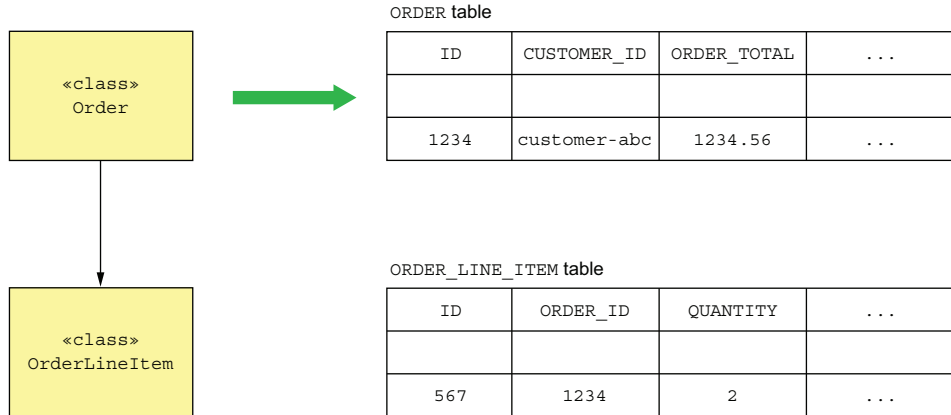 ORDER table
ID CUSTOMER_ID ORDER_TOTAL ...
«class»
Order
1234 customer-abc 1234.56 ...
ORDER_LINE_ITEM table
ID ORDER_ID QUANTITY ...
«class»
OrderLineItem
567 1234 2 ...